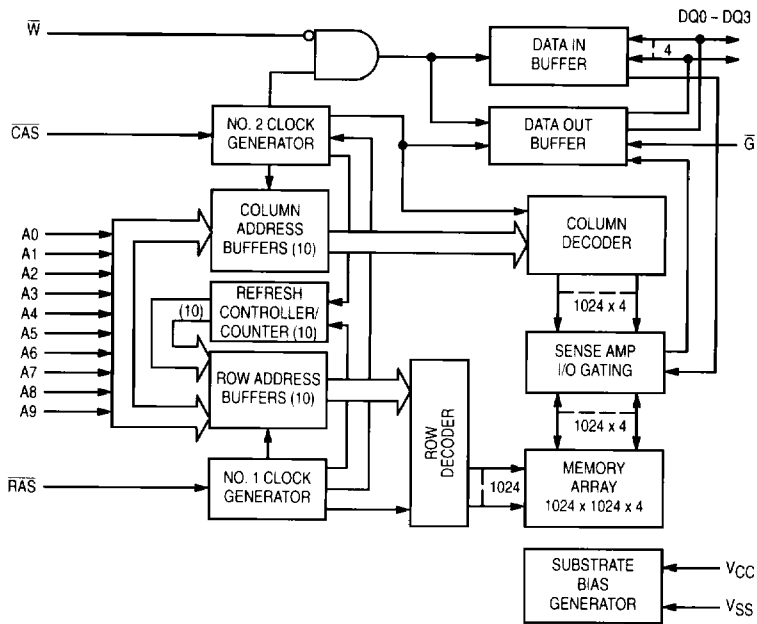 W̅
DQ0 – DQ3
DATA IN
BUFFER
4
C̅A̅S̅
NO. 2 CLOCK
GENERATOR
DATA OUT
BUFFER
G̅
COLUMN
ADDRESS
BUFFERS (10)
COLUMN
DECODER
A0
A1
A2
A3
A4
A5
A6
A7
A8
A9
(10)
REFRESH
CONTROLLER/
COUNTER (10)
1024 x 4
SENSE AMP
I/O GATING
ROW ADDRESS
BUFFERS (10)
ROW
DECODER
1024 x 4
R̅A̅S̅
NO. 1 CLOCK
GENERATOR
1024
MEMORY
ARRAY
1024 x 1024 x 4
SUBSTRATE
BIAS
GENERATOR
VCC
VSS